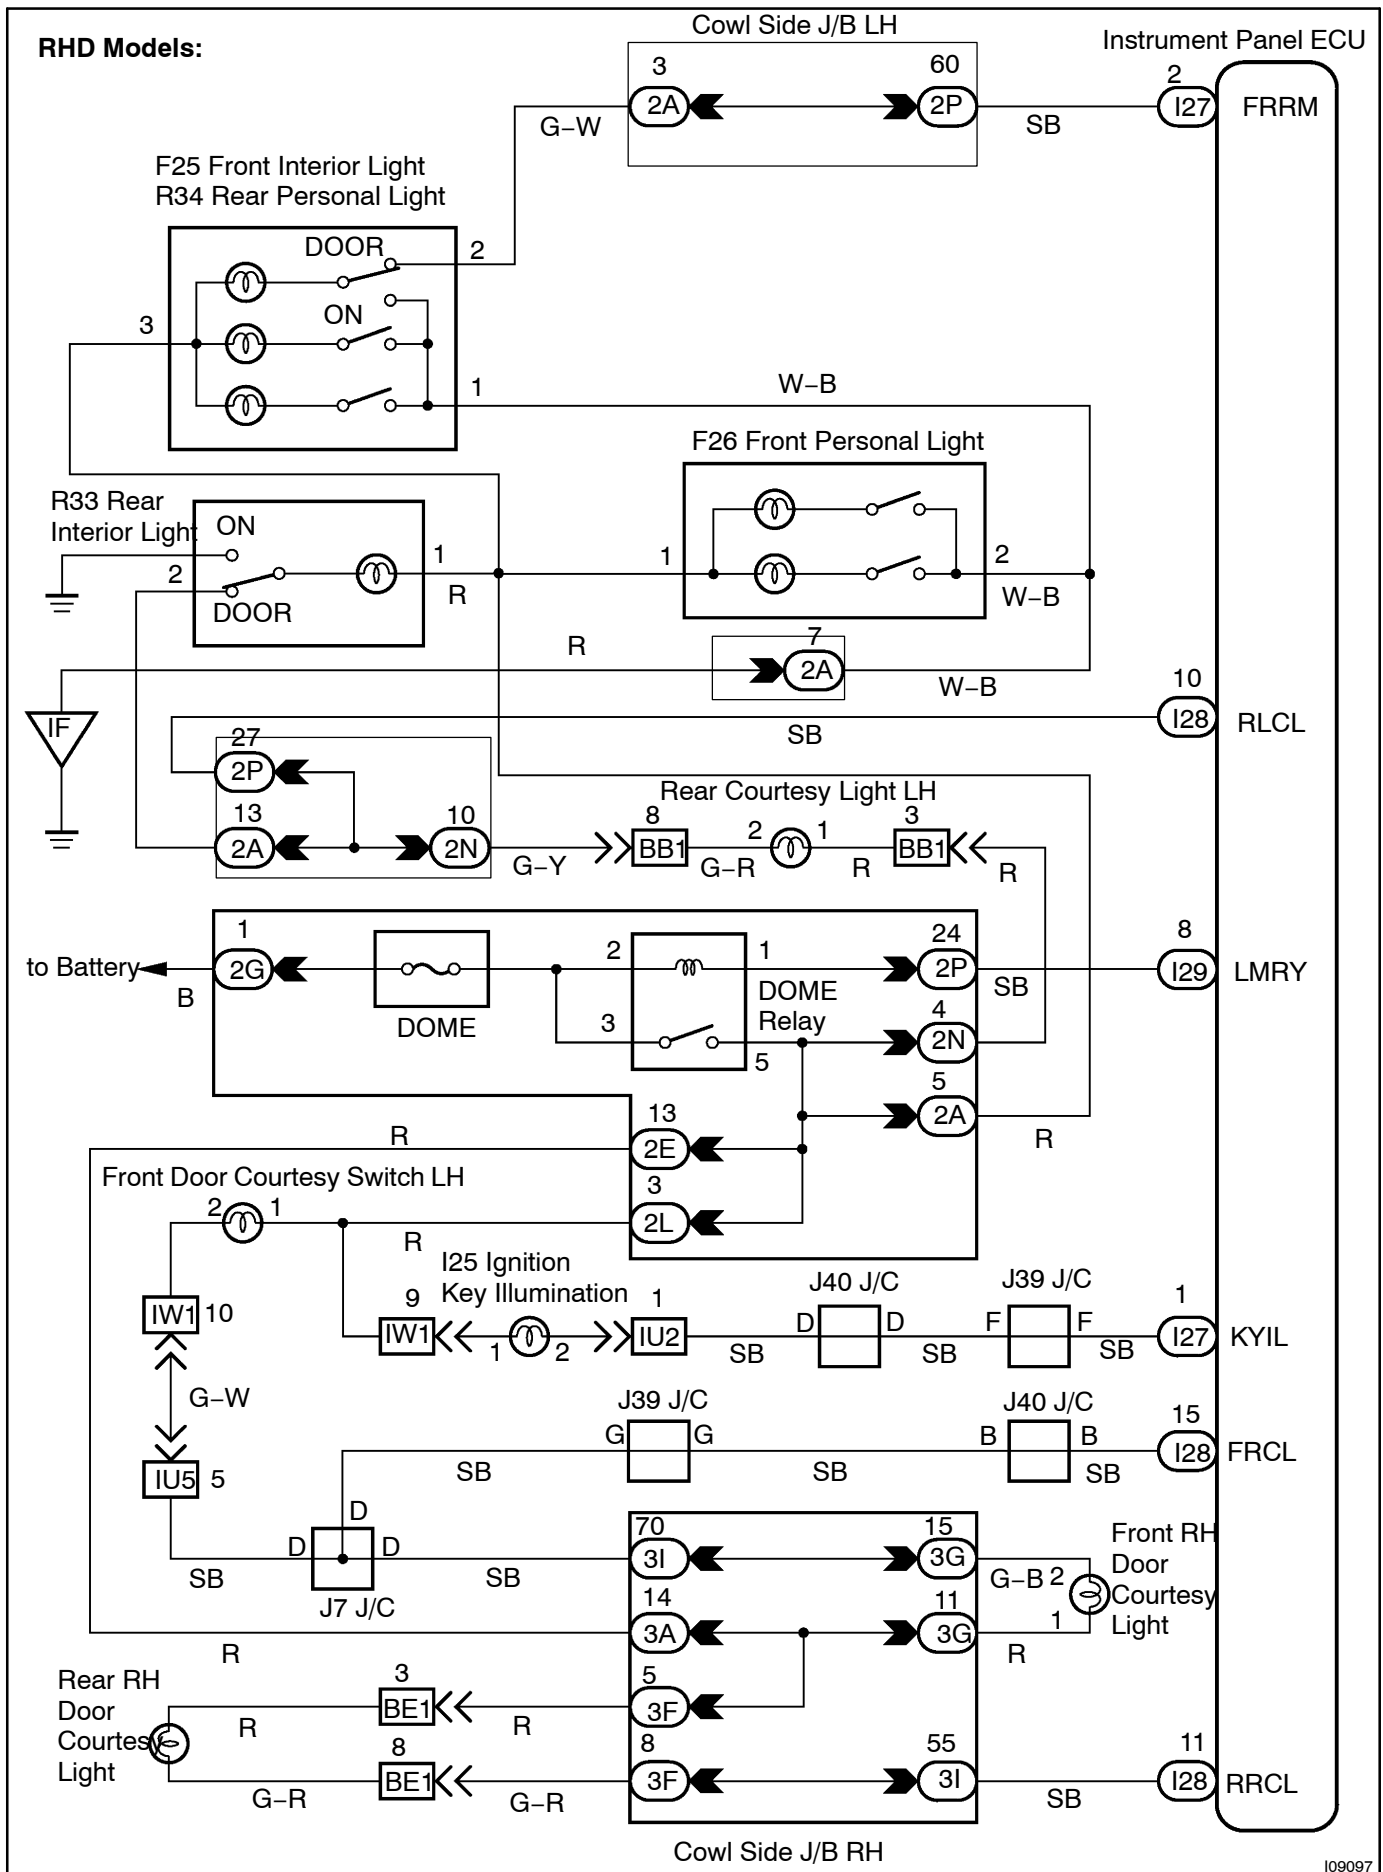 Cowl Side J/B LH
RHD Models:
Instrument Panel ECU
3
60
2
2A
2P
I27
FRRM
G–W
SB
F25 Front Interior Light
R34 Rear Personal Light
DOOR
2
ON
3
1
W–B
F26 Front Personal Light
R33 Rear
Interior Light
ON
1
1
2
2
R
W–B
DOOR
R
7
2A
W–B
10
IF
I28
RLCL
SB
27
2P
Rear Courtesy Light LH
13
10
8
2
1
3
2A
2N
BB1
BB1
G–Y
G–R
R
R
1
2
1
24
8
to Battery
2G
2P
I29
LMRY
B
SB
DOME
DOME
Relay
3
4
2N
5
5
2A
R
13
R
2E
Front Door Courtesy Switch LH
3
2
1
2L
R
I25 Ignition
Key Illumination
J40 J/C
J39 J/C
IW1
10
9
1
1
IW1
1
2
IU2
D
D
F
F
I27
KYIL
SB
SB
SB
G–W
J39 J/C
J40 J/C
15
G
G
B
B
I28
FRCL
IU5
5
SB
SB
SB
D
70
15
Front RH
Door
Courtesy
Light
D
D
3I
3G
SB
SB
G–B
2
J7 J/C
14
11
1
3A
3G
R
R
Rear RH
Door
Courtesy
Light
3
5
BE1
3F
R
R
8
8
55
11
BE1
3F
3I
I28
RRCL
G–R
G–R
SB
Cowl Side J/B RH
I09097